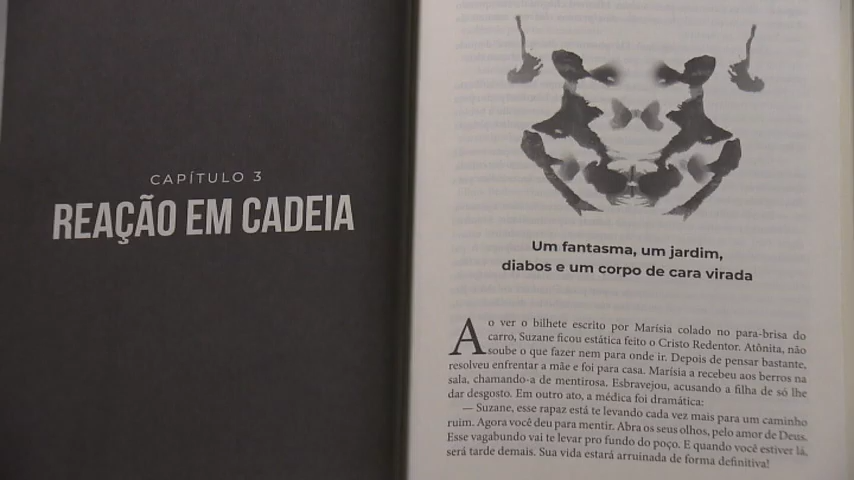 CAPÍTULO 3
REAÇÃO EM CADEIA
Um fantasma, um jardim,
diabos e um corpo de cara virada
Ao ver o bilhete escrito por Marísia colado no para-brisa do
carro, Suzane ficou estática feito o Cristo Redentor. Atônita, não
soube o que fazer nem para onde ir. Depois de pensar bastante,
resolveu enfrentar a mãe e foi para casa. Marísia a recebeu aos berros na
sala, chamando-a de mentirosa. Esbravejou, acusando a filha de só lhe
dar desgosto. Em outro ato, a médica foi dramática:
— Suzane, esse rapaz está te levando cada vez mais para um caminho
ruim. Agora você deu para mentir. Abra os seus olhos, pelo amor de Deus.
Esse vagabundo vai te levar pro fundo do poço. E quando você estiver lá,
será tarde demais. Sua vida estará arruinada de forma definitiva!